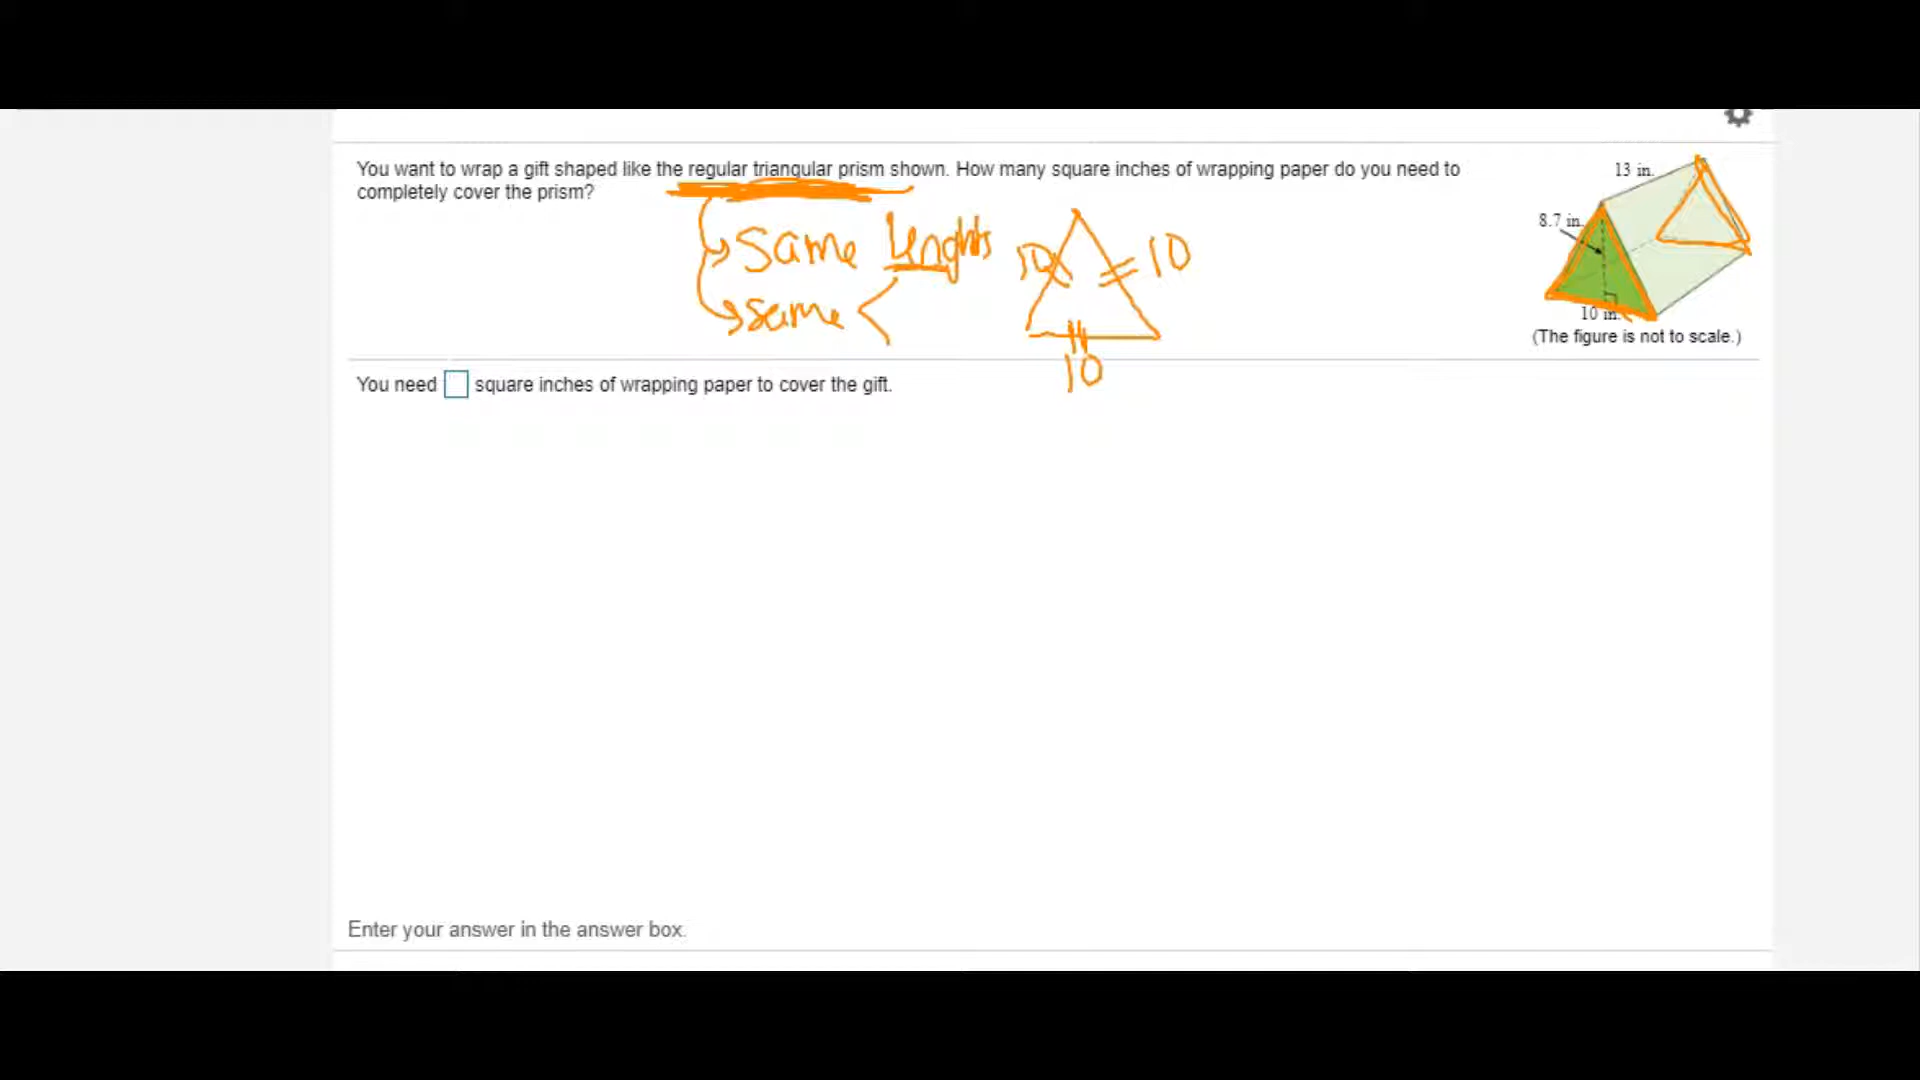 You want to wrap a gift shaped like the regular triangular prism shown. How many square inches of wrapping paper do you need to
completely cover the prism?
same lenghts
same <
10
10
10
13 in.
8.7 in.
10 in.
(The figure is not to scale.)
You need square inches of wrapping paper to cover the gift.
Enter your answer in the answer box.